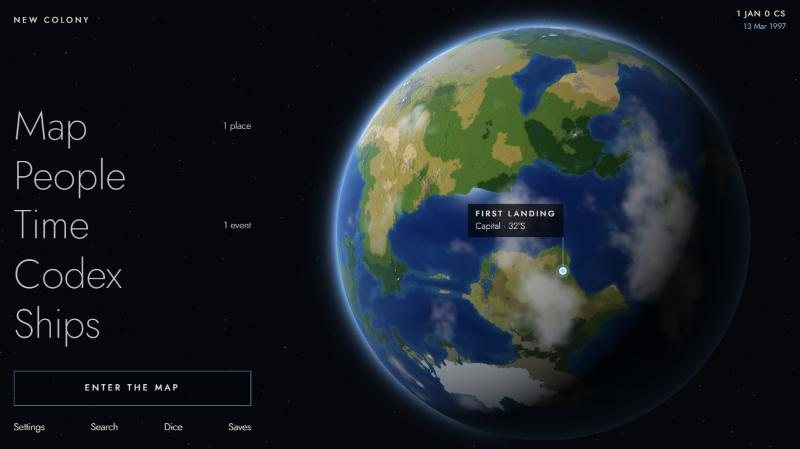 NEW COLONY
1 JAN 0 CS
13 Mar 1997
Map
1 place
People
Time
1 event
Codex
Ships
FIRST LANDING
Capital · 32°S
ENTER THE MAP
Settings
Search
Dice
Saves